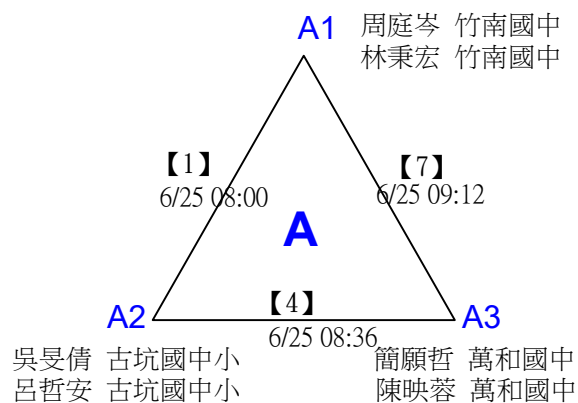 A1
周庭岑 竹南國中
林秉宏 竹南國中
【1】
6/25 08:00
【7】
6/25 09:12
A
A2
【4】
6/25 08:36
A3
吳旻倩 古坑國中小
呂哲安 古坑國中小
簡願哲 萬和國中
陳映蓉 萬和國中